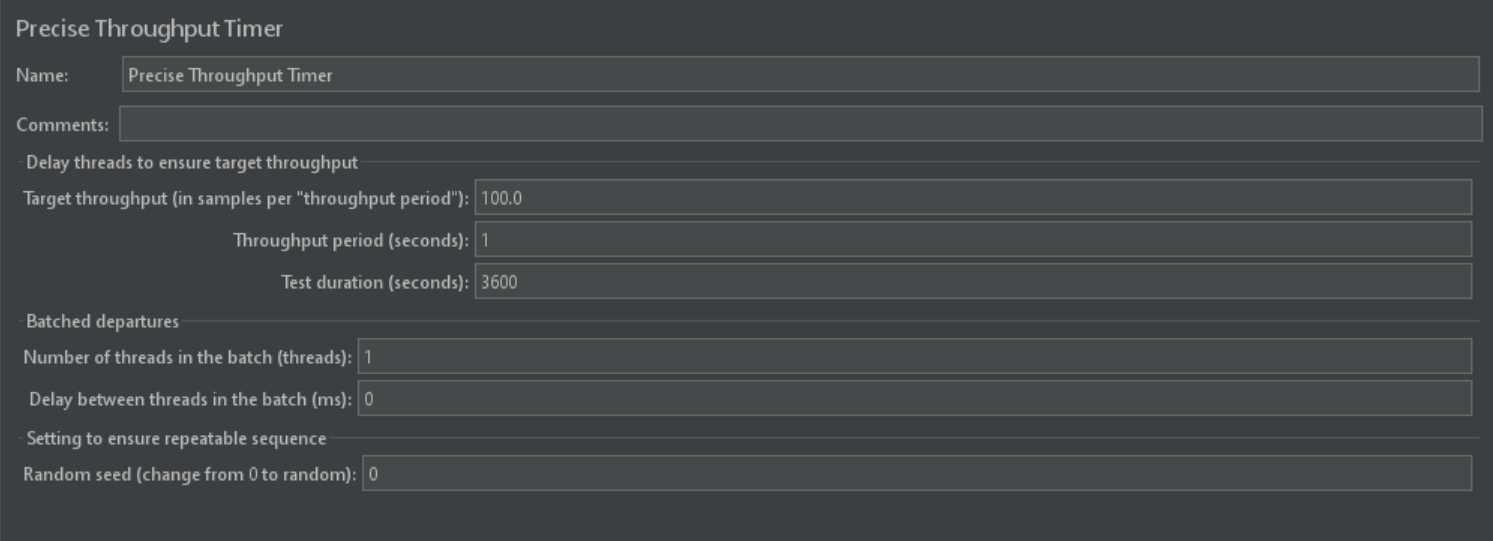 Precise Throughput Timer
Name: Precise Throughput Timer
Comments:
Delay threads to ensure target throughput
Target throughput (in samples per "throughput period"): 100.0
Throughput period (seconds): 1
Test duration (seconds): 3600
Batched departures
Number of threads in the batch (threads): 1
Delay between threads in the batch (ms): 0
Setting to ensure repeatable sequence
Random seed (change from 0 to random): 0